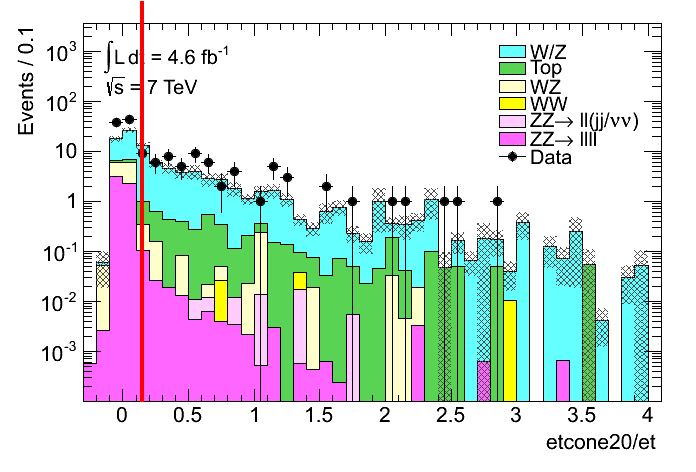 Events / 0.1
10³
10²
10
1
10⁻¹
10⁻²
10⁻³
∫L dt = 4.6 fb⁻¹
√s = 7 TeV
W/Z
Top
WZ
WW
ZZ→ ll(jj/νν)
ZZ→ llll
Data
0 0.5 1 1.5 2 2.5 3 3.5 4
etcone20/et